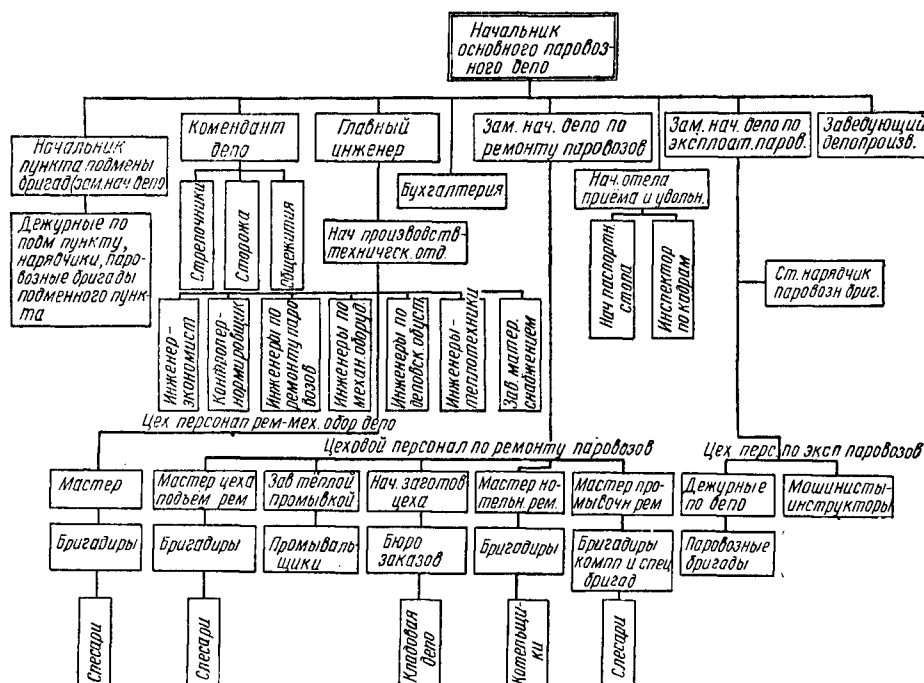 Начальник
основного паровоз-
ного депо
Начальник
пункта подмены
бригад (зам. нач депо)
Комендант
депо
Главный
инженер
Бухгалтерия
Зам. нач. депо по
ремонту паровозов
Зам. нач. депо по
эксплоат. паров.
Заведующий
депопроизв.
Дежурные по
подм пункту,
нарядчики, паро-
возные бригады
подменного пунк-
та
Стрелочники
Сторожа
общежития
Нач производств-
техническ. отд.
Нач. отела
приёма и увольн.
Нач паспортн.
стола
Инспектор
по кадрам
Ст. нарядчик
паровозн бриг.
Инженер-
экономист
Контролер-
нормировщик
Инженеры по
ремонту паро
возов
Инженеры по
механ оборуд.
Инженеры по
деповск обуст.
Инженеры-
теплотехники
Зав. матер.
снабжением
Цех персонал рем-мех. обор депо
Цеховой персонал по ремонту паровозов
Цех перс по эксп паровозов
Мастер
Мастер цеха
подъем рем
Зав тёплой
промывкой
Нач. заготов
цеха
Мастер ко-
тельн. рем.
Мастер про-
мывочн рем
Дежурные
по депо
Машинисты-
инструкторы
Бригадиры
Бригадиры
Промываль-
щики
Бюро
заказов
Бригадиры
Бригадиры
компл и спец
бригад
Паровозные
бригады
Слесари
Слесари
Кладовая
депо
Котельщи-
ки
Слесари